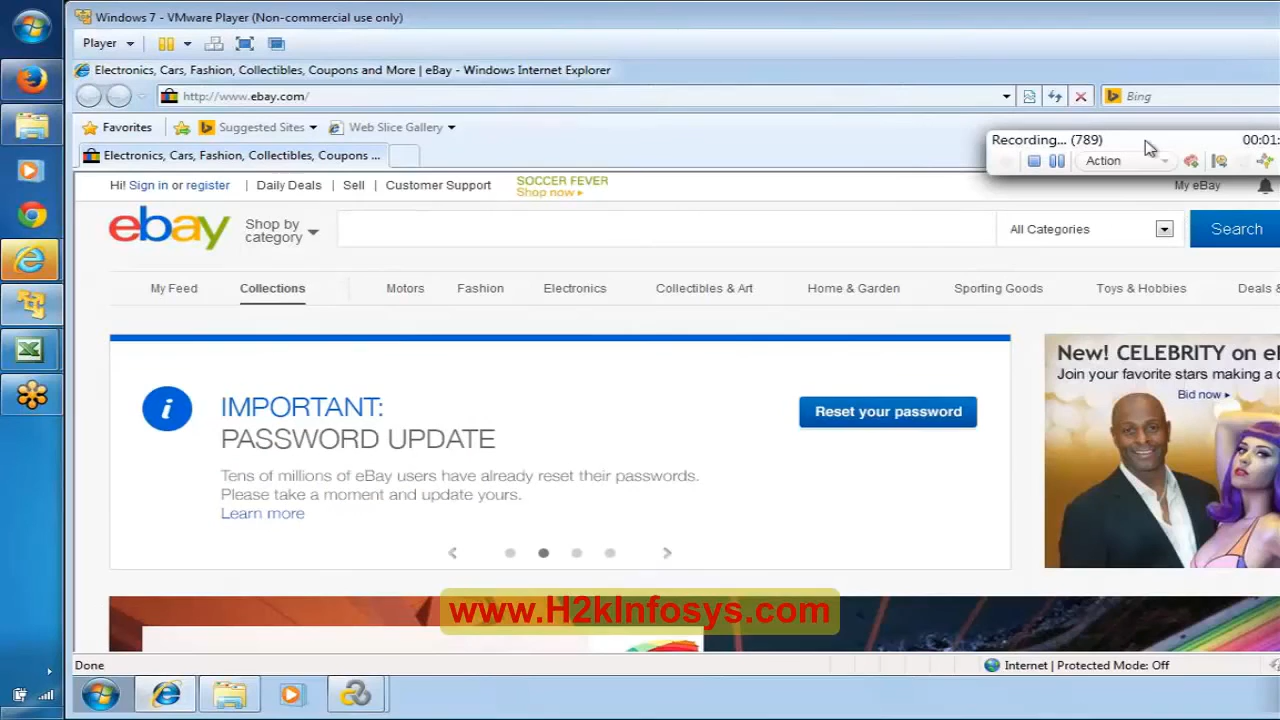 Windows 7 - VMware Player (Non-commercial use only)
Player
Electronics, Cars, Fashion, Collectibles, Coupons and More | eBay - Windows Internet Explorer
http://www.ebay.com/
Bing
Favorites
Suggested Sites
Web Slice Gallery
Recording... (789)
00:01:
Electronics, Cars, Fashion, Collectibles, Coupons ...
Action
Hi! Sign in or register
Daily Deals
Sell
Customer Support
SOCCER FEVER
Shop now
My eBay
ebay
Shop by
category
All Categories
Search
My Feed
Collections
Motors
Fashion
Electronics
Collectibles & Art
Home & Garden
Sporting Goods
Toys & Hobbies
Deals &
IMPORTANT:
PASSWORD UPDATE
Reset your password
Tens of millions of eBay users have already reset their passwords.
Please take a moment and update yours.
Learn more
New! CELEBRITY on e
Join your favorite stars making a
Bid now
www.H2kInfosys.com
Done
Internet | Protected Mode: Off